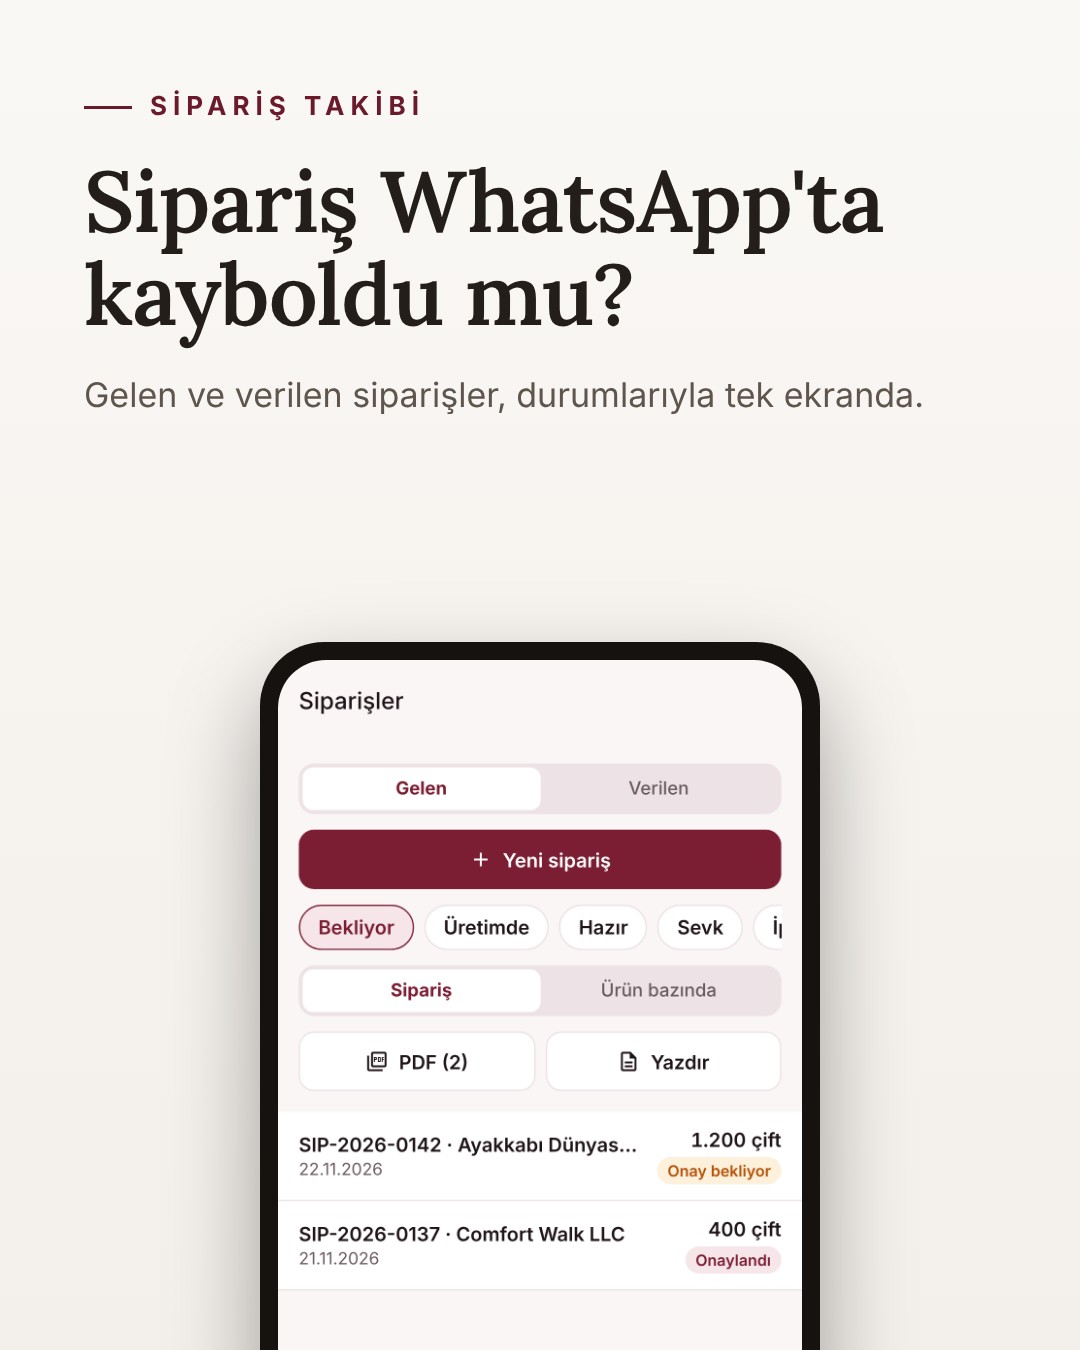 SİPARİŞ TAKİBİ
Sipariş WhatsApp'ta
kayboldu mu?
Gelen ve verilen siparişler, durumlarıyla tek ekranda.
Siparişler
Gelen Verilen
+ Yeni sipariş
Bekliyor Üretimde Hazır Sevk
Sipariş Ürün bazında
PDF (2) Yazdır
SIP-2026-0142 · Ayakkabı Dünyas... 1.200 çift
22.11.2026 Onay bekliyor
SIP-2026-0137 · Comfort Walk LLC 400 çift
21.11.2026 Onaylandı